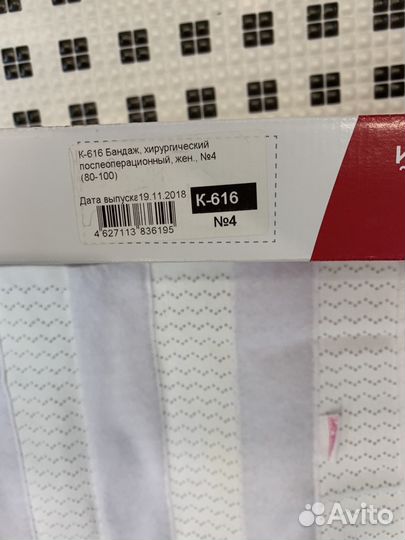 К-616 Бандаж, хирургический
послеоперационный, жен., №4
(80-100)
Дата выпуска19.11.2018
К-616
№4
4 627113 836195
Avito